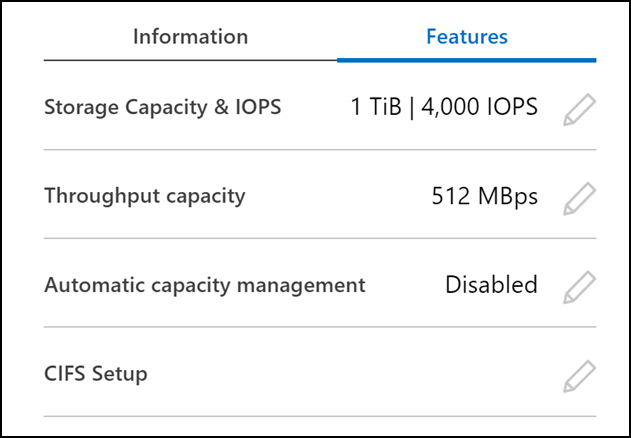 Information Features
Storage Capacity & IOPS 1 TiB | 4,000 IOPS
Throughput capacity 512 MBps
Automatic capacity management Disabled
CIFS Setup